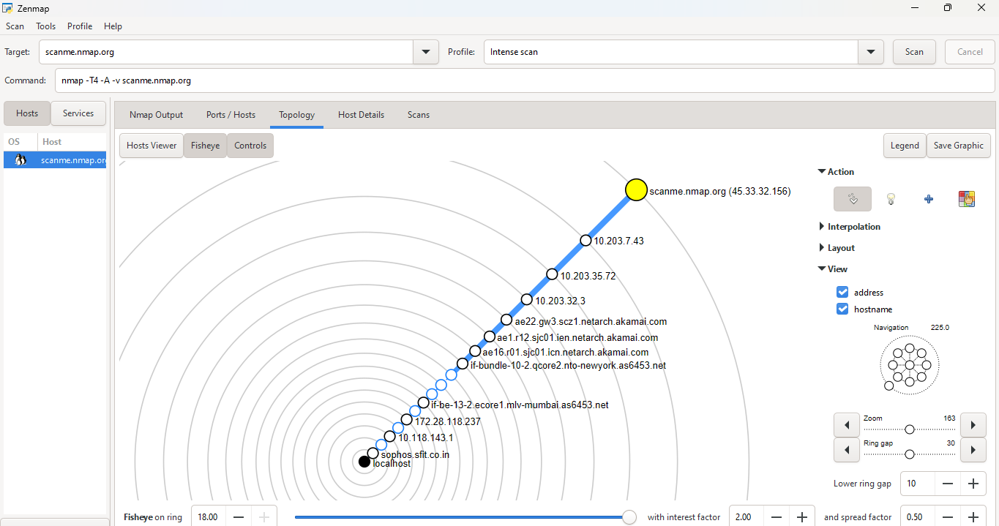 Zenmap
Scan Tools Profile Help
Target: scanme.nmap.org Profile: Intense scan Scan Cancel
Command: nmap -T4 -A -v scanme.nmap.org
Hosts Services
OS Host
scanme.nmap.or
Nmap Output Ports / Hosts Topology Host Details Scans
Hosts Viewer Fisheye Controls Legend Save Graphic
scanme.nmap.org (45.33.32.156)
10.203.7.43
10.203.35.72
10.203.32.3
ae22.gw3.scz1.netarch.akamai.com
ae1.r12.sjc01.ien.netarch.akamai.com
ae16.r01.sjc01.icn.netarch.akamai.com
if-bundle-10-2.qcore2.nto-newyork.as6453.net
if-be-13-2.ecore1.mlv-mumbai.as6453.net
172.28.118.237
10.118.143.1
sophos.sfit.co.in
localhost
Action
Interpolation
Layout
View
address
hostname
Navigation 225.0
Zoom 163
Ring gap 30
Lower ring gap 10
Fisheye on ring 18.00 with interest factor 2.00 and spread factor 0.50